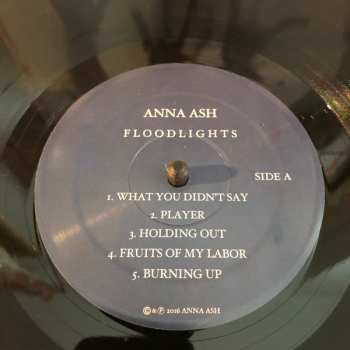 ANNA ASH
FLOODLIGHTS
SIDE A
1. WHAT YOU DIDN'T SAY
2. PLAYER
3. HOLDING OUT
4. FRUITS OF MY LABOR
5. BURNING UP
©&℗ 2016 ANNA ASH